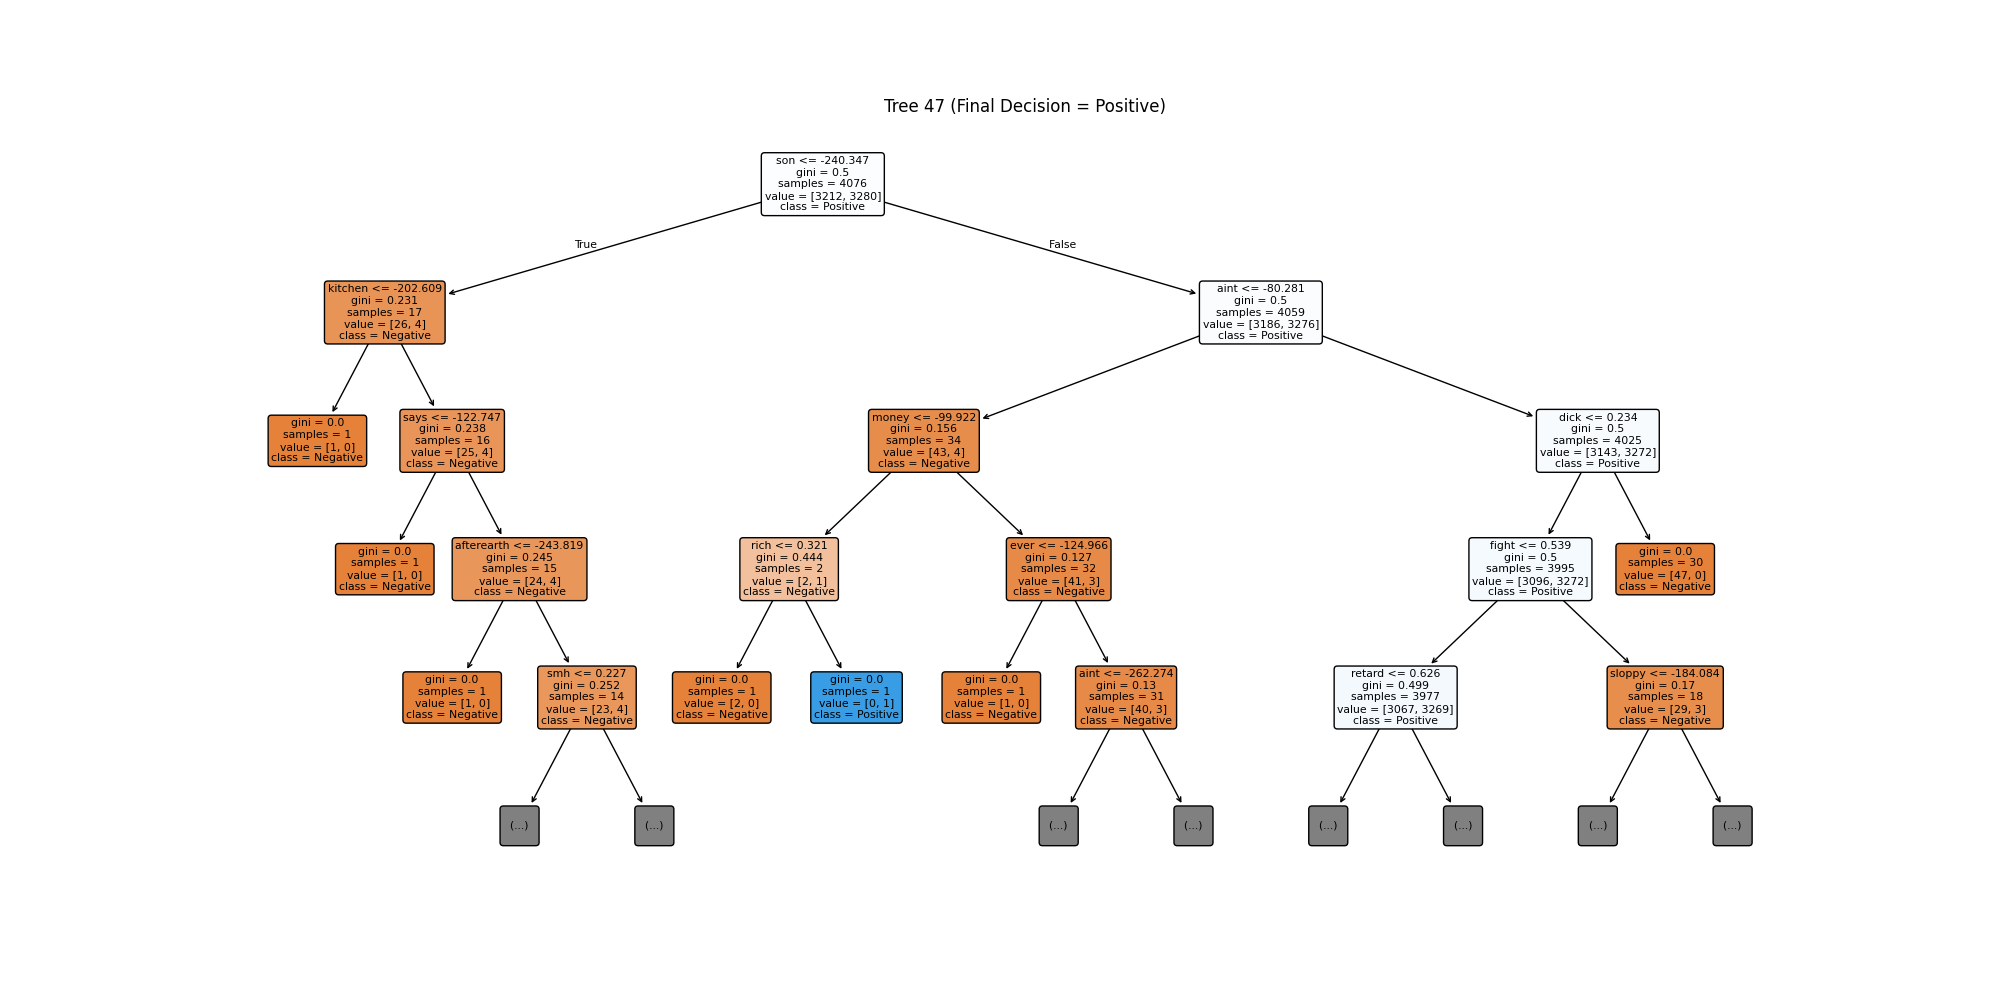 Tree 47 (Final Decision = Positive)
son <= -240.347
gini = 0.5
samples = 4076
value = [3212, 3280]
class = Positive
True
False
kitchen <= -202.609
gini = 0.231
samples = 17
value = [26, 4]
class = Negative
aint <= -80.281
gini = 0.5
samples = 4059
value = [3186, 3276]
class = Positive
gini = 0.0
samples = 1
value = [1, 0]
class = Negative
says <= -122.747
gini = 0.238
samples = 16
value = [25, 4]
class = Negative
money <= -99.922
gini = 0.156
samples = 34
value = [43, 4]
class = Negative
dick <= 0.234
gini = 0.5
samples = 4025
value = [3143, 3272]
class = Positive
gini = 0.0
samples = 1
value = [1, 0]
class = Negative
afterearth <= -243.819
gini = 0.245
samples = 15
value = [24, 4]
class = Negative
rich <= 0.321
gini = 0.444
samples = 2
value = [2, 1]
class = Negative
ever <= -124.966
gini = 0.127
samples = 32
value = [41, 3]
class = Negative
fight <= 0.539
gini = 0.5
samples = 3995
value = [3096, 3272]
class = Positive
gini = 0.0
samples = 30
value = [47, 0]
class = Negative
gini = 0.0
samples = 1
value = [1, 0]
class = Negative
smh <= 0.227
gini = 0.252
samples = 14
value = [23, 4]
class = Negative
gini = 0.0
samples = 1
value = [2, 0]
class = Negative
gini = 0.0
samples = 1
value = [0, 1]
class = Positive
gini = 0.0
samples = 1
value = [1, 0]
class = Negative
aint <= -262.274
gini = 0.13
samples = 31
value = [40, 3]
class = Negative
retard <= 0.626
gini = 0.499
samples = 3977
value = [3067, 3269]
class = Positive
sloppy <= -184.084
gini = 0.17
samples = 18
value = [29, 3]
class = Negative
(...)
(...)
(...)
(...)
(...)
(...)
(...)
(...)